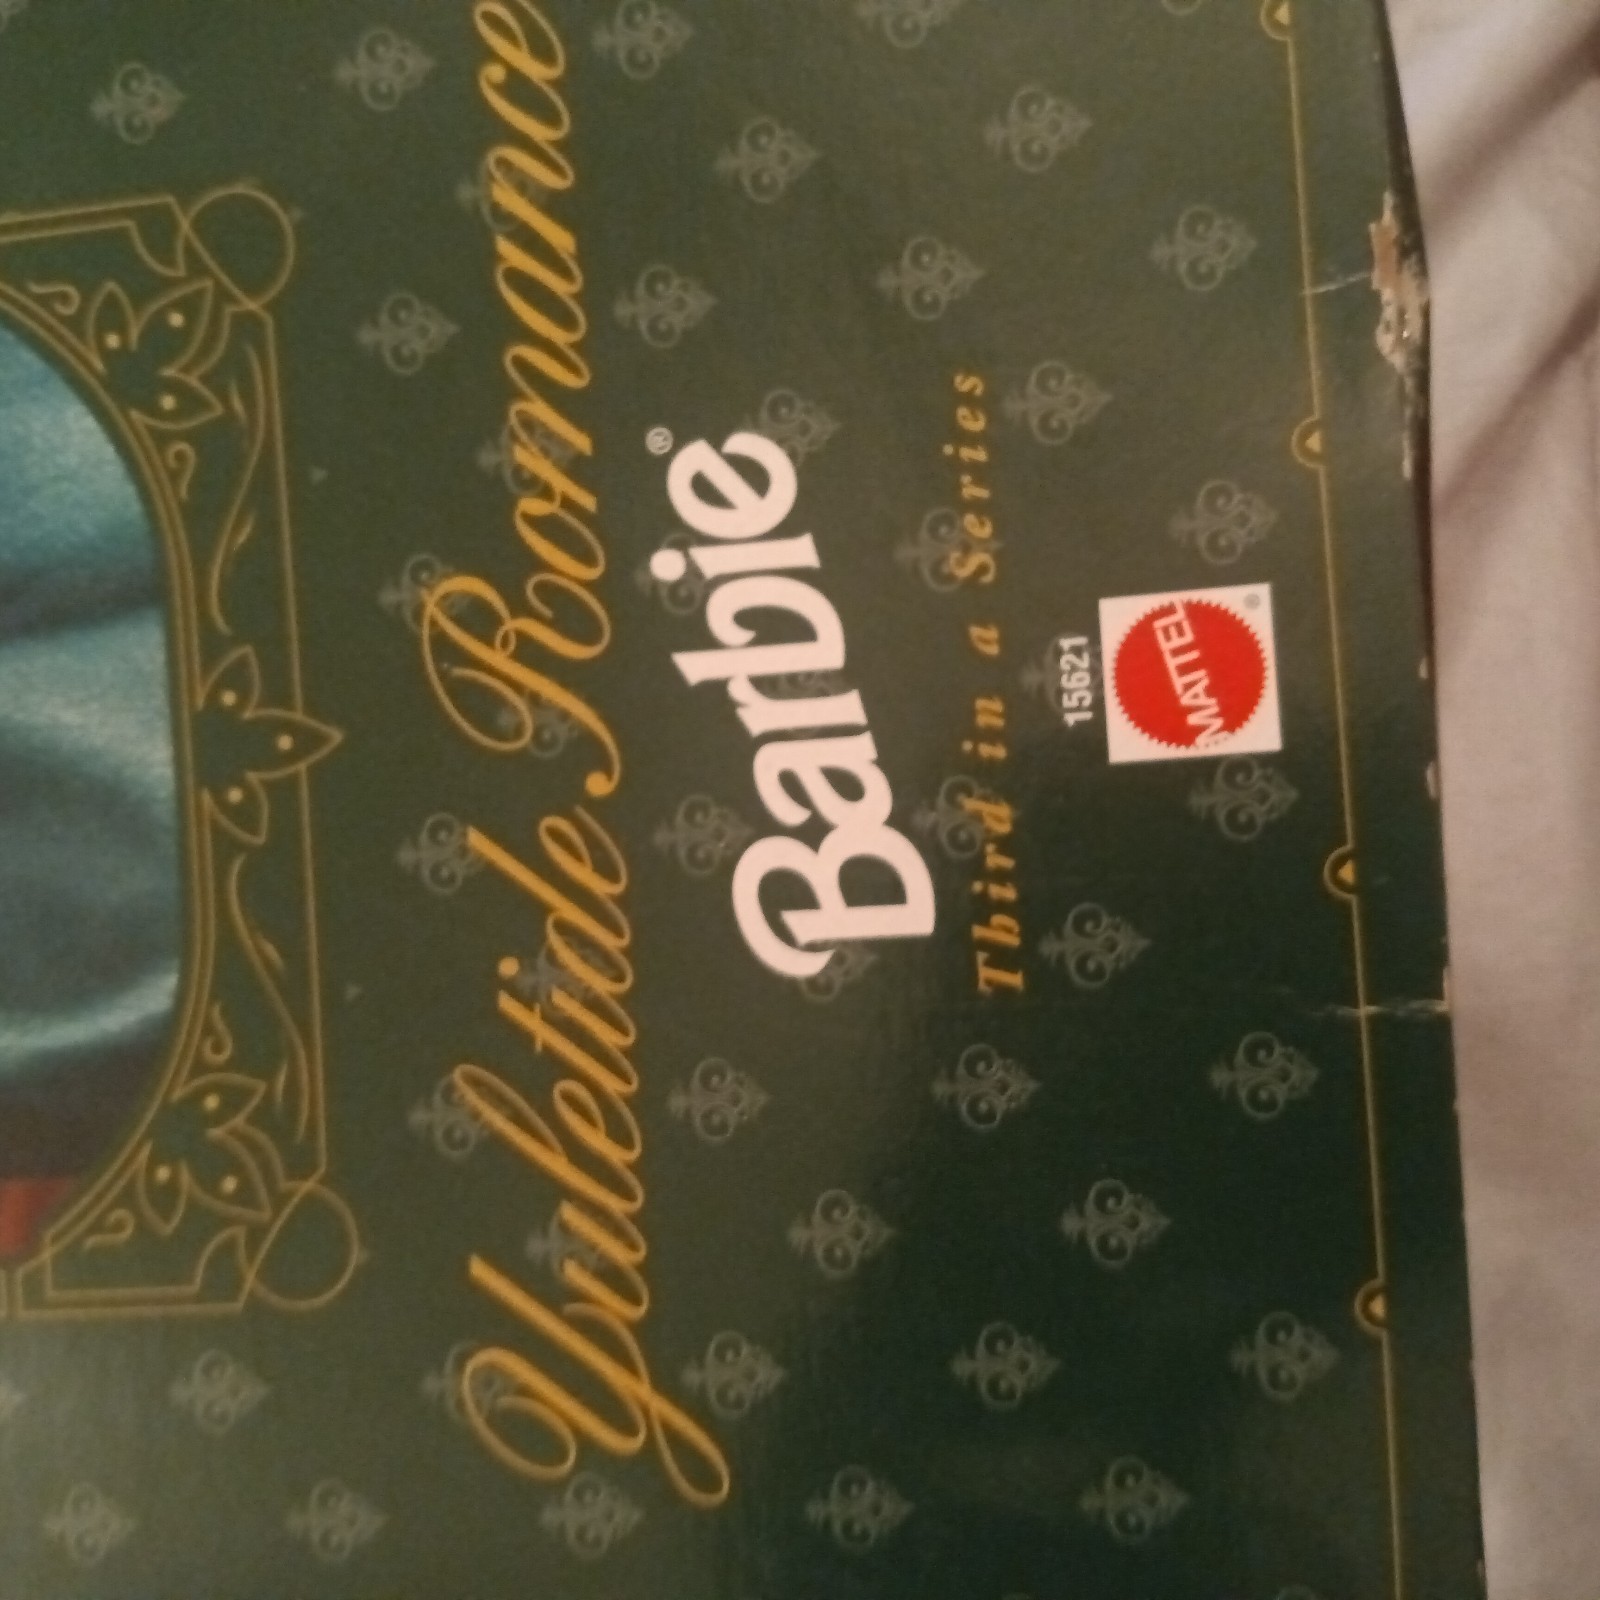 Yuletide Romance
Barbie®
Third in a Series
15621
MATTEL®